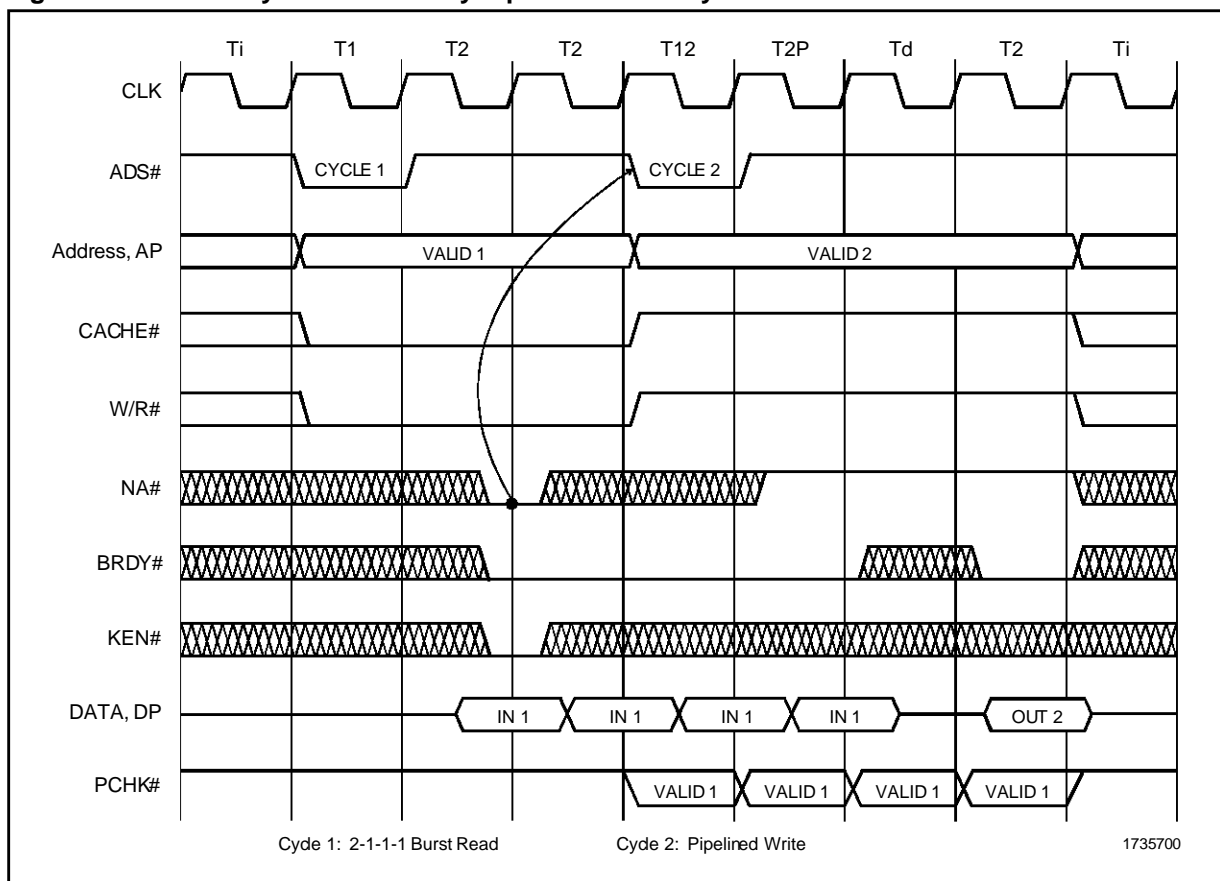 Ti T1 T2 T2 T12 T2P Td T2 Ti
CLK
ADS# CYCLE 1 CYCLE 2
Address, AP VALID 1 VALID 2
CACHE#
W/R#
NA#
BRDY#
KEN#
DATA, DP IN 1 IN 1 IN 1 IN 1 OUT 2
PCHK# VALID 1 VALID 1 VALID 1 VALID 1
Cycle 1: 2-1-1-1 Burst Read Cycle 2: Pipelined Write 1735700